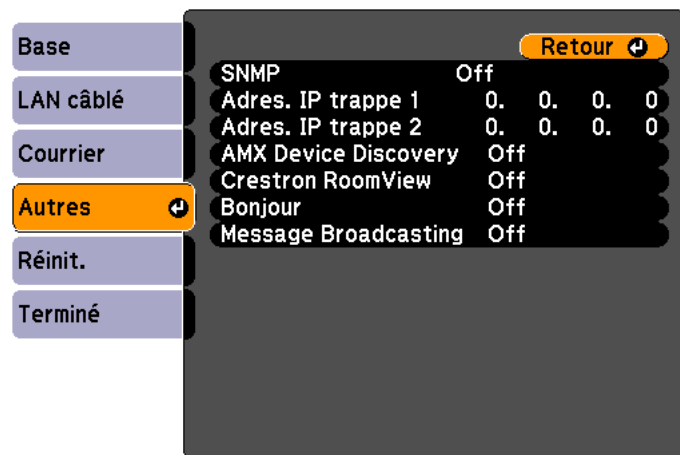 Base
LAN câblé
Courrier
Autres
Réinit.
Terminé
Retour
SNMP Off
Adres. IP trappe 1 0. 0. 0. 0
Adres. IP trappe 2 0. 0. 0. 0
AMX Device Discovery Off
Crestron RoomView Off
Bonjour Off
Message Broadcasting Off